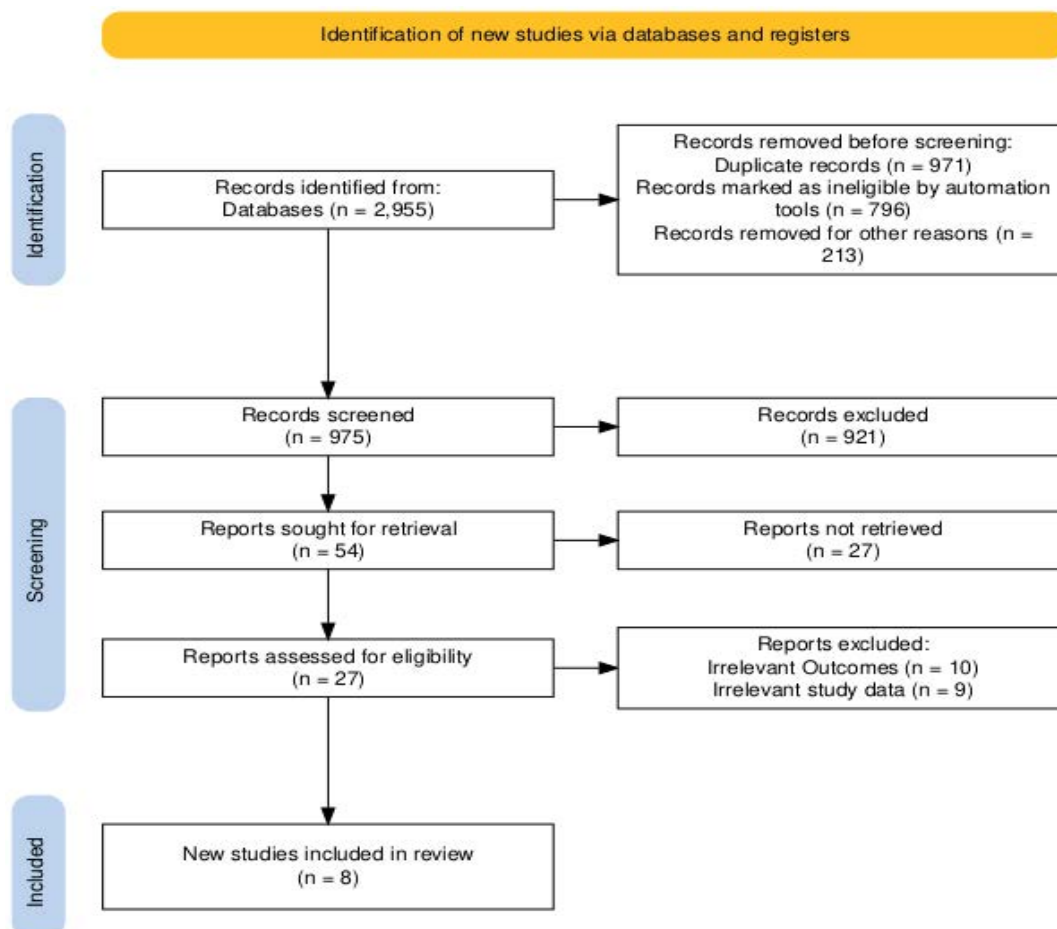 Identification of new studies via databases and registers
Identification
Records identified from:
Databases (n = 2,955)
Records removed before screening:
Duplicate records (n = 971)
Records marked as ineligible by automation
tools (n = 796)
Records removed for other reasons (n =
213)
Screening
Records screened
(n = 975)
Records excluded
(n = 921)
Reports sought for retrieval
(n = 54)
Reports not retrieved
(n = 27)
Reports assessed for eligibility
(n = 27)
Reports excluded:
Irrelevant Outcomes (n = 10)
Irrelevant study data (n = 9)
Included
New studies included in review
(n = 8)